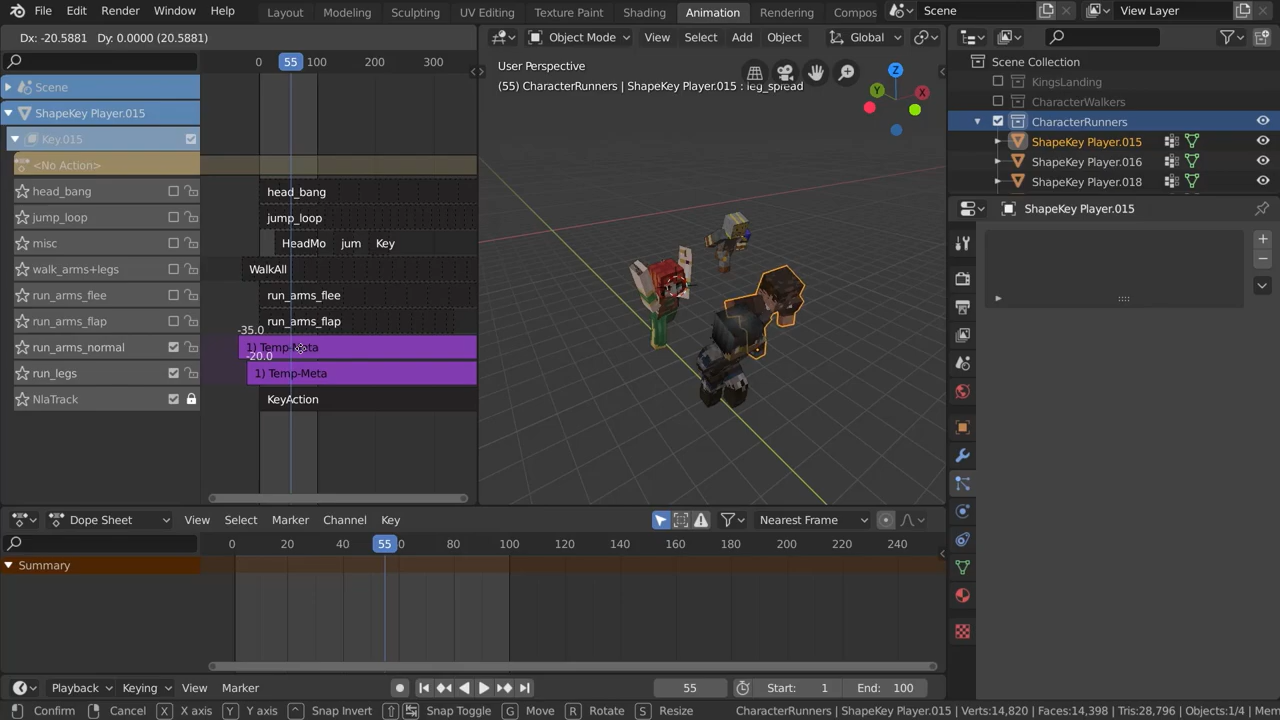 File Edit Render Window Help Layout Modeling Sculpting UV Editing Texture Paint Shading Animation Rendering Compos Scene View Layer
Dx: -20.5881 Dy: 0.0000 (20.5881)
Object Mode View Select Add Object Global
0 55 100 200 300
User Perspective
(55) CharacterRunners | ShapeKey Player.015 : leg_spread
Z
Y X
Scene Collection
KingsLanding
CharacterWalkers
CharacterRunners
ShapeKey Player.015
ShapeKey Player.016
ShapeKey Player.018
ShapeKey Player.015
Scene
ShapeKey Player.015
Key.015
<No Action>
head_bang head_bang
jump_loop jump_loop
misc HeadMo jum Key
walk_arms+legs WalkAll
run_arms_flee run_arms_flee
run_arms_flap run_arms_flap
-35.0
run_arms_normal 1) Temp-Meta
-20.0
run_legs 1) Temp-Meta
NlaTrack KeyAction
Dope Sheet View Select Marker Channel Key Nearest Frame
0 20 40 55 0 80 100 120 140 160 180 200 220 240
Summary
Playback Keying View Marker 55 Start: 1 End: 100
Confirm Cancel X X axis Y Y axis Snap Invert Snap Toggle G Move R Rotate S Resize CharacterRunners | ShapeKey Player.015 | Verts:14,820 | Faces:14,398 | Tris:28,796 | Objects:1/4 | Mem